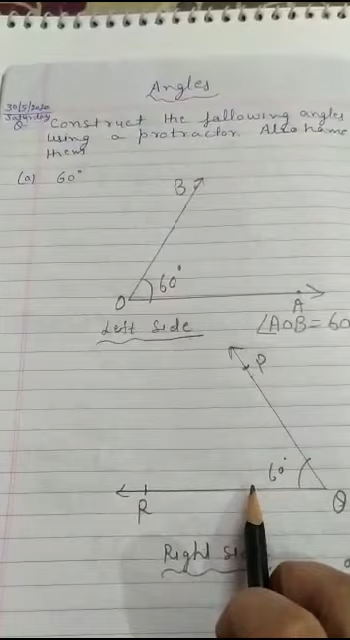 Angles
30/5/2020
Saturday
Q. Construct the following angles
using a protractor. Also name
them
(a) 60°
B
60°
O
A
Left Side
∠AOB = 60
P
60°
R
Q
Right Si